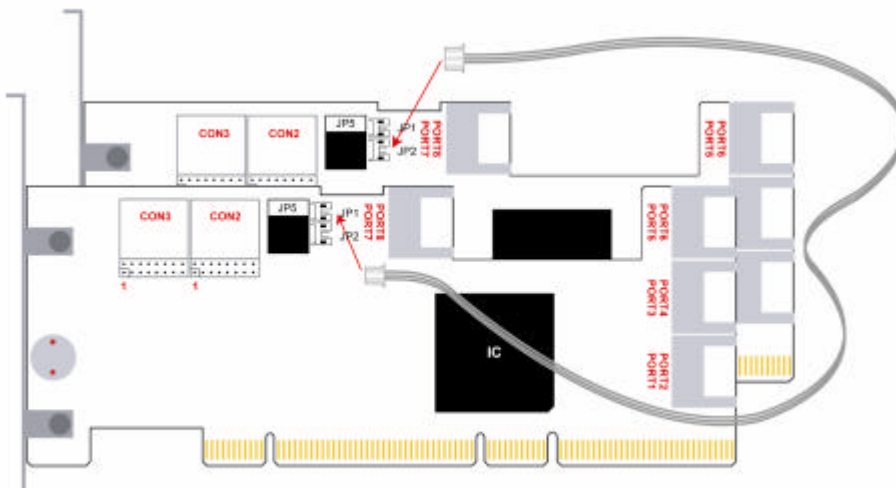 CON3
CON2
JP5
JP1
JP2
PORT8
PORT7
PORT6
PORT5
CON3
CON2
JP5
JP1
JP2
PORT8
PORT7
PORT6
PORT5
1
1
PORT4
PORT3
IC
PORT2
PORT1